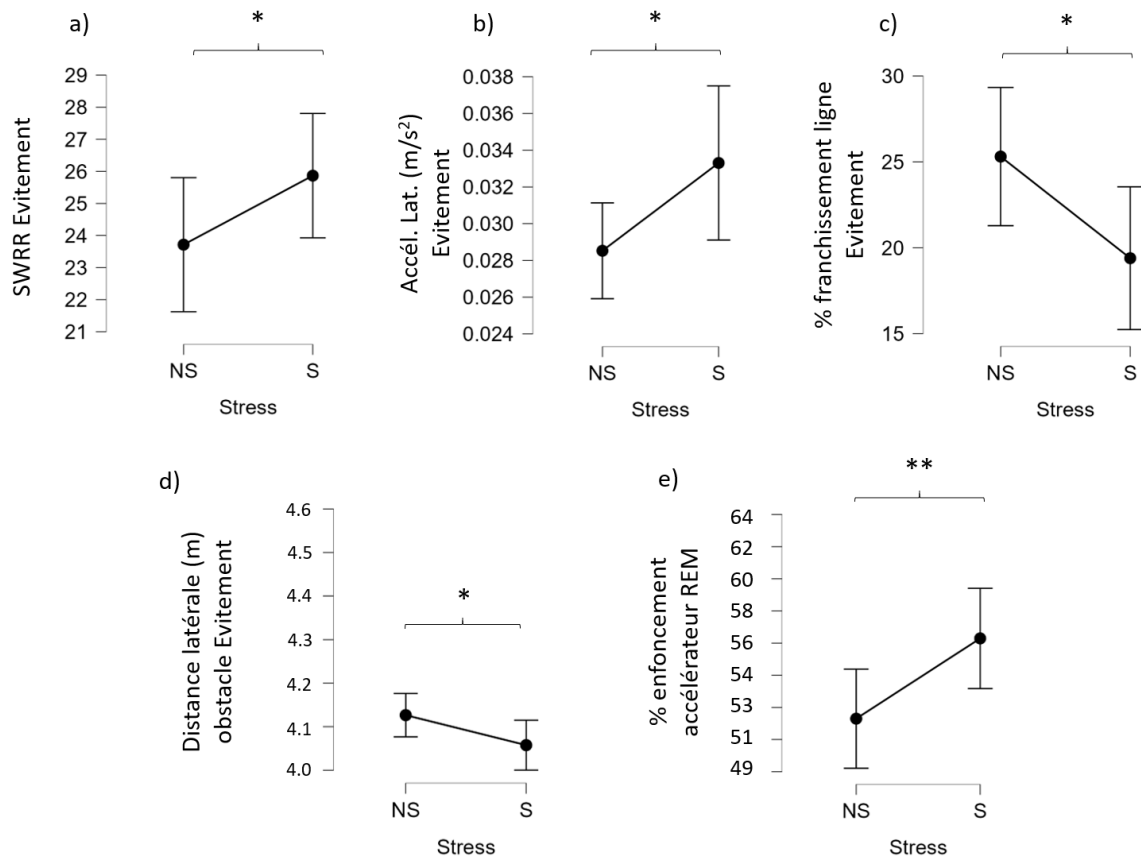 a)
*
SWRR Evitement
29
28
27
26
25
24
23
22
21
NS
S
Stress
b)
*
Accél. Lat. (m/s²)
Evitement
0.038
0.036
0.034
0.032
0.030
0.028
0.026
0.024
NS
S
Stress
c)
*
% franchissement ligne
Evitement
30
25
20
15
NS
S
Stress
d)
*
Distance latérale (m)
obstacle Evitement
4.6
4.5
4.4
4.3
4.2
4.1
4.0
NS
S
Stress
e)
**
% enfoncement
accélérateur REM
64
62
60
58
56
53
52
51
49
NS
S
Stress